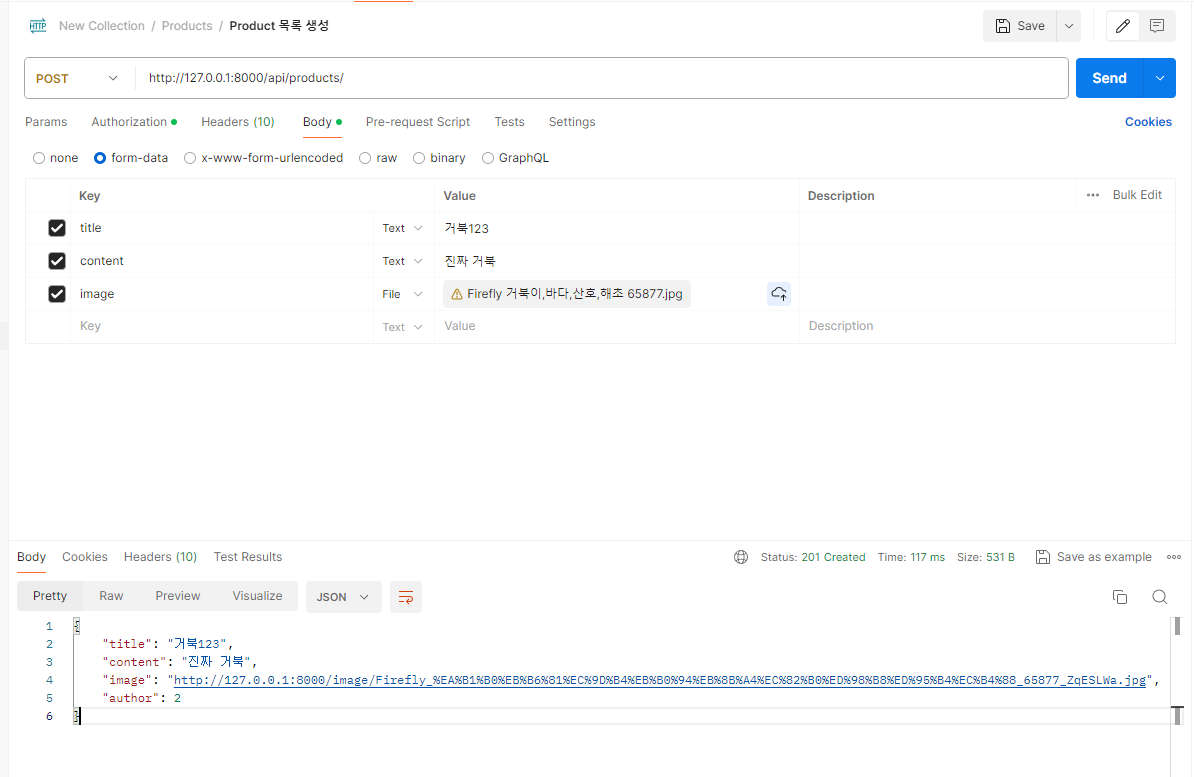 HTTP New Collection / Products / Product 목록 생성 Save
POST http://127.0.0.1:8000/api/products/ Send
Params Authorization Headers (10) Body Pre-request Script Tests Settings Cookies
none form-data x-www-form-urlencoded raw binary GraphQL
Key Value Description Bulk Edit
title Text 거북123
content Text 진짜 거북
image File Firefly 거북이,바다,산호,해초 65877.jpg
Key Text Value Description
Body Cookies Headers (10) Test Results Status: 201 Created Time: 117 ms Size: 531 B Save as example
Pretty Raw Preview Visualize JSON
1 {
2 "title": "거북123",
3 "content": "진짜 거북",
4 "image": "http://127.0.0.1:8000/image/Firefly_%EA%B1%B0%EB%B6%81%EC%9D%B4%EB%B0%94%EB%8B%A4%EC%82%B0%ED%98%B8%ED%95%B4%EC%B4%88_65877_ZqESLWa.jpg",
5 "author": 2
6 }